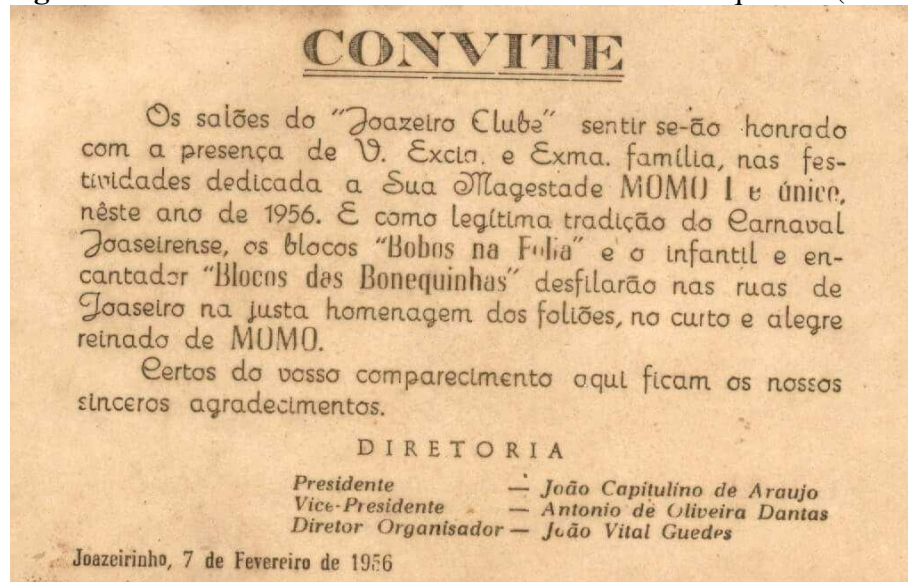 CONVITE
Os salões do "Joazeiro Clube" sentir se-ão honrado
com a presença de V. Excia. e Exma. família, nas fes-
tividades dedicada a Sua Magestade MOMO I e único,
nêste ano de 1956. E como legítima tradição do Carnaval
Joaseirense, os blocos "Bobos na Folia" e o infantil e en-
cantador "Blocos das Bonequinhas" desfilarão nas ruas de
Joaseiro na justa homenagem dos foliões, no curto e alegre
reinado de MOMO.
Certos do vosso comparecimento aqui ficam os nossos
sinceros agradecimentos.
DIRETORIA
Presidente — João Capitulino de Araujo
Vice-Presidente — Antonio de Oliveira Dantas
Diretor Organisador — João Vital Guedes
Joazeirinho, 7 de Fevereiro de 1956